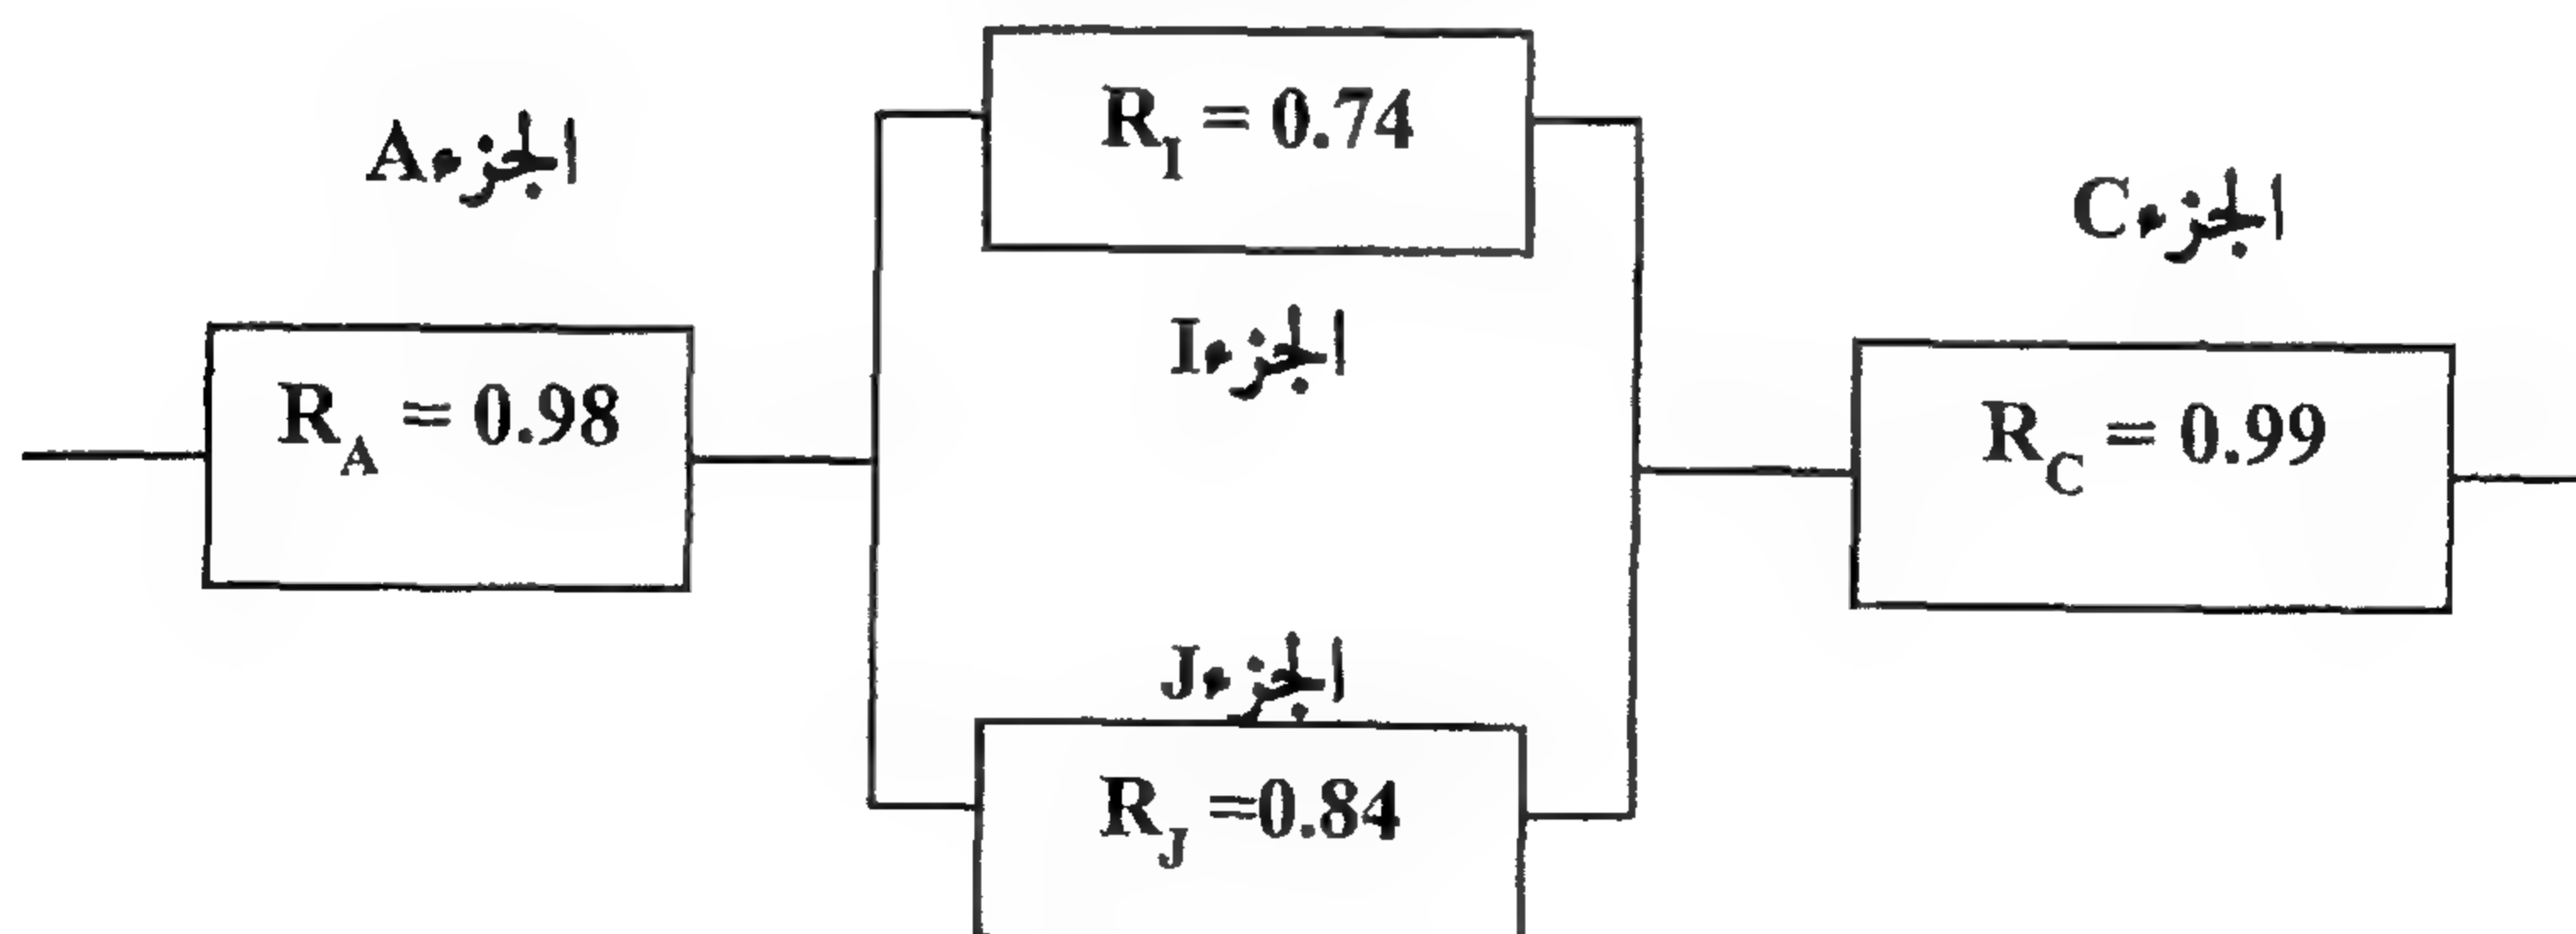 الجزء A
R_A = 0.98
R_I = 0.74
الجزء I
الجزء J
R_J =0.84
الجزء C
R_C = 0.99